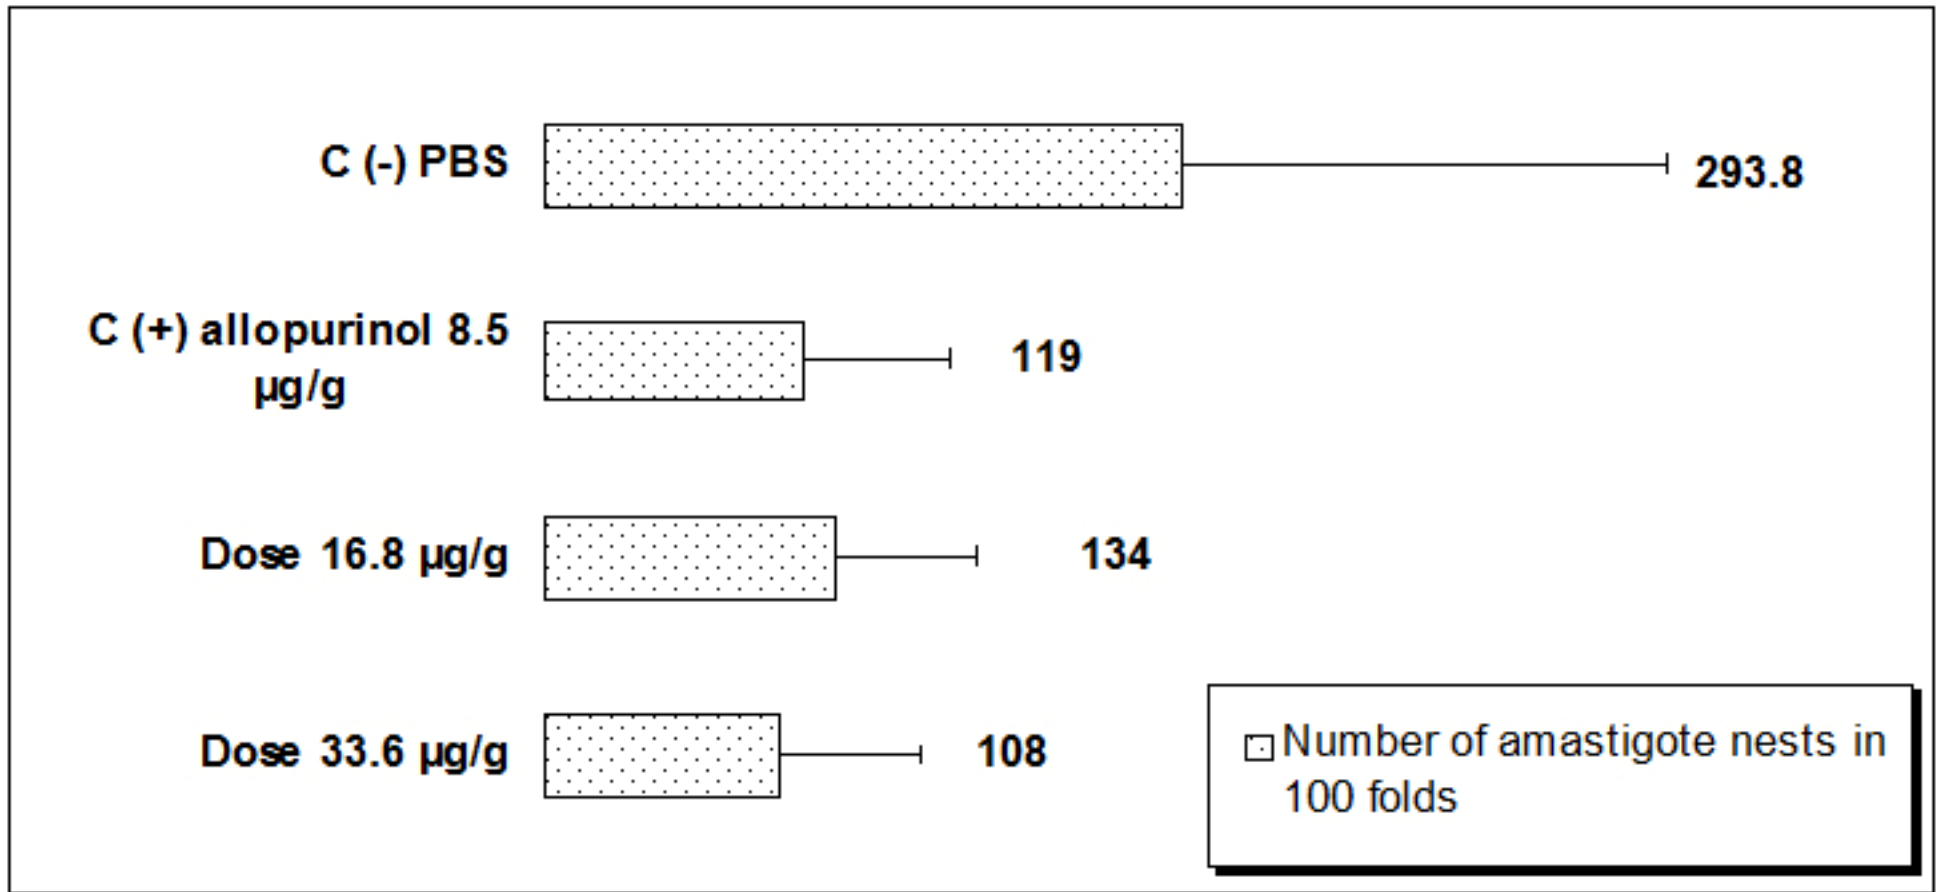 C (-) PBS
293.8
C (+) allopurinol 8.5
µg/g
119
Dose 16.8 µg/g
134
Dose 33.6 µg/g
108
Number of amastigote nests in
100 folds